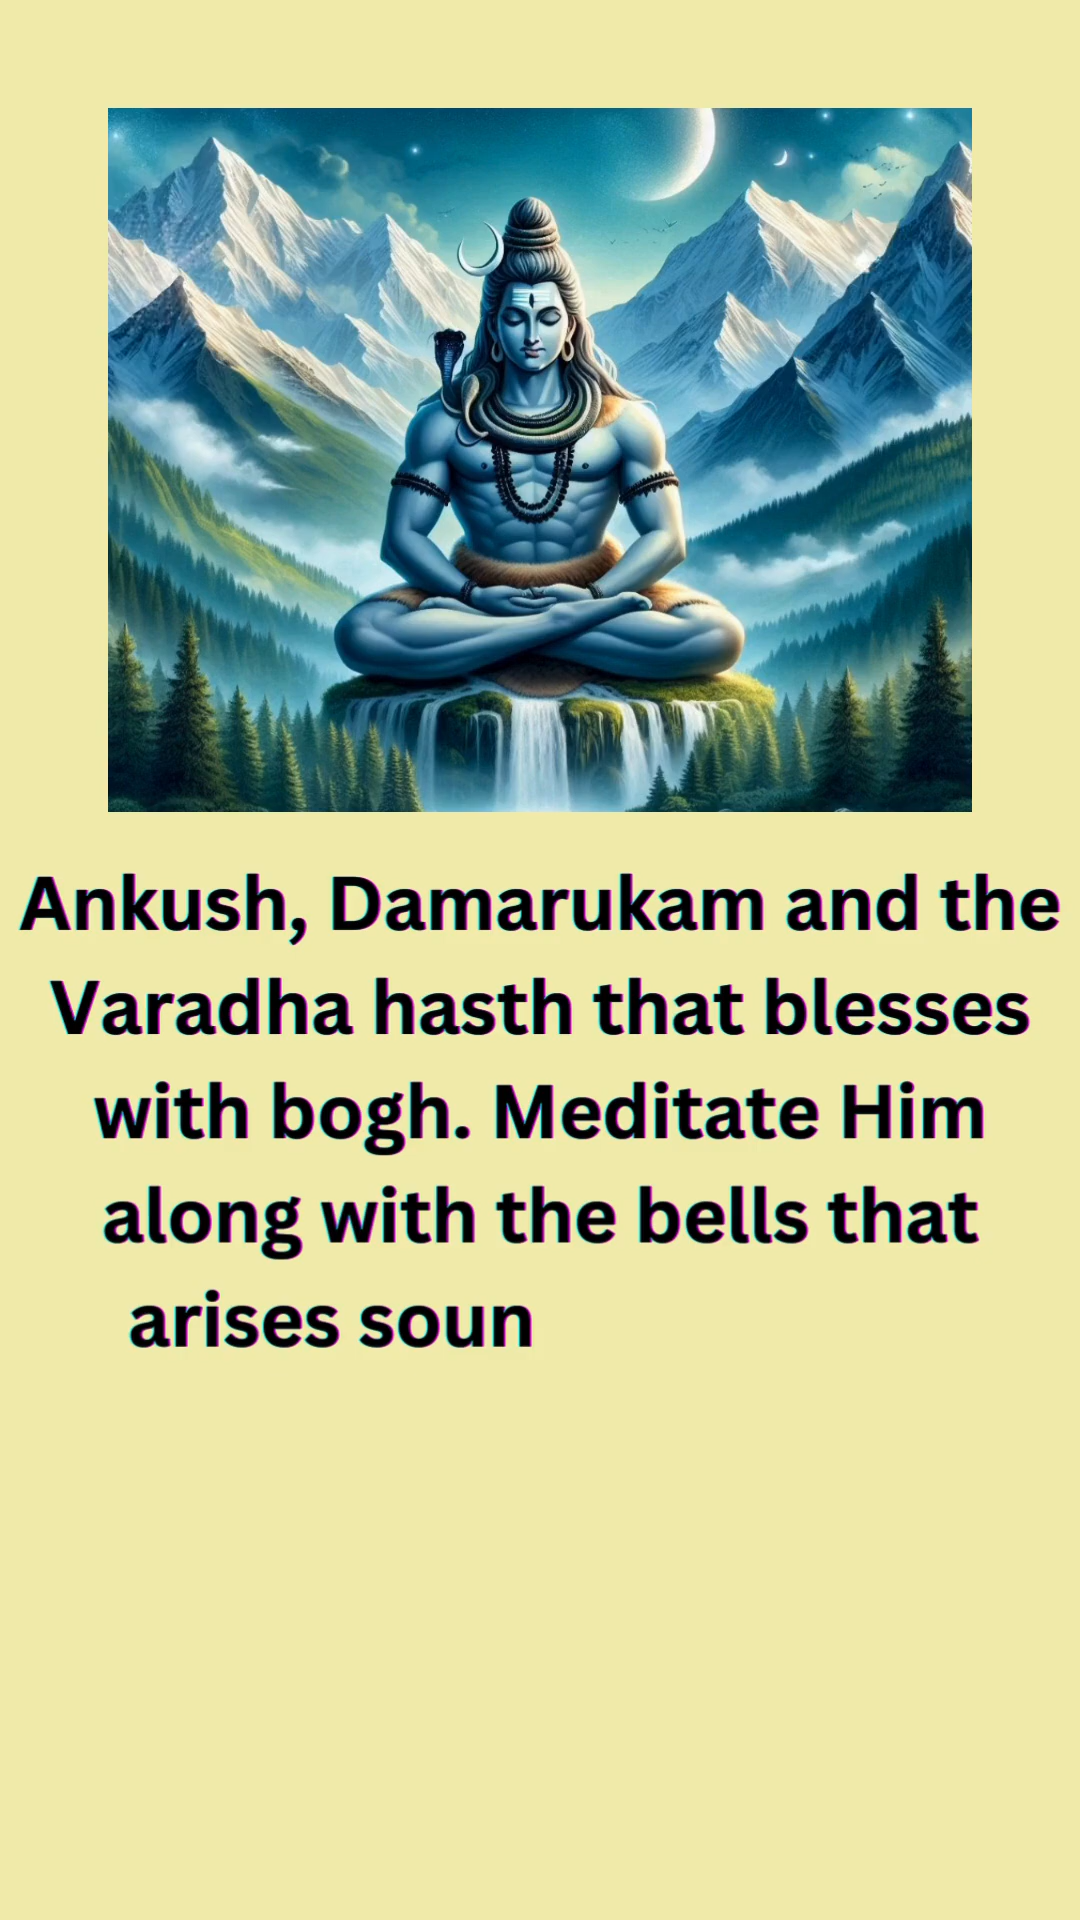 Ankush, Damarukam and the
Varadha hasth that blesses
with bogh. Meditate Him
along with the bells that
arises soun